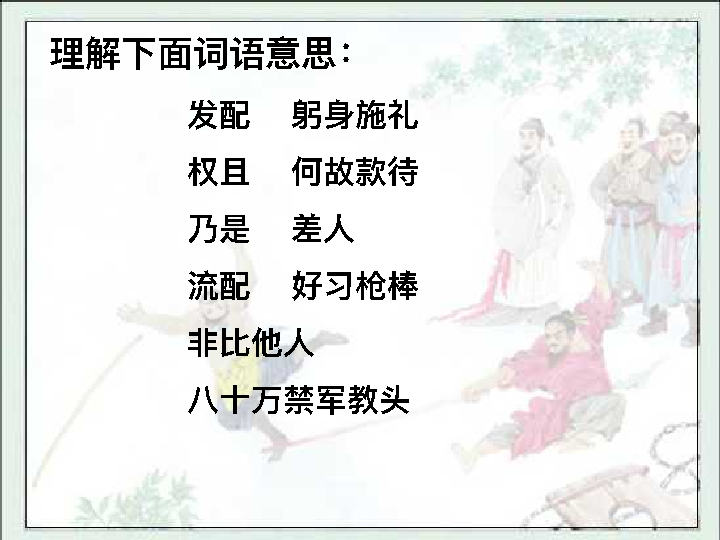 理解下面词语意思：
发配 躬身施礼
权且 何故款待
乃是 差人
流配 好习枪棒
非比他人
八十万禁军教头